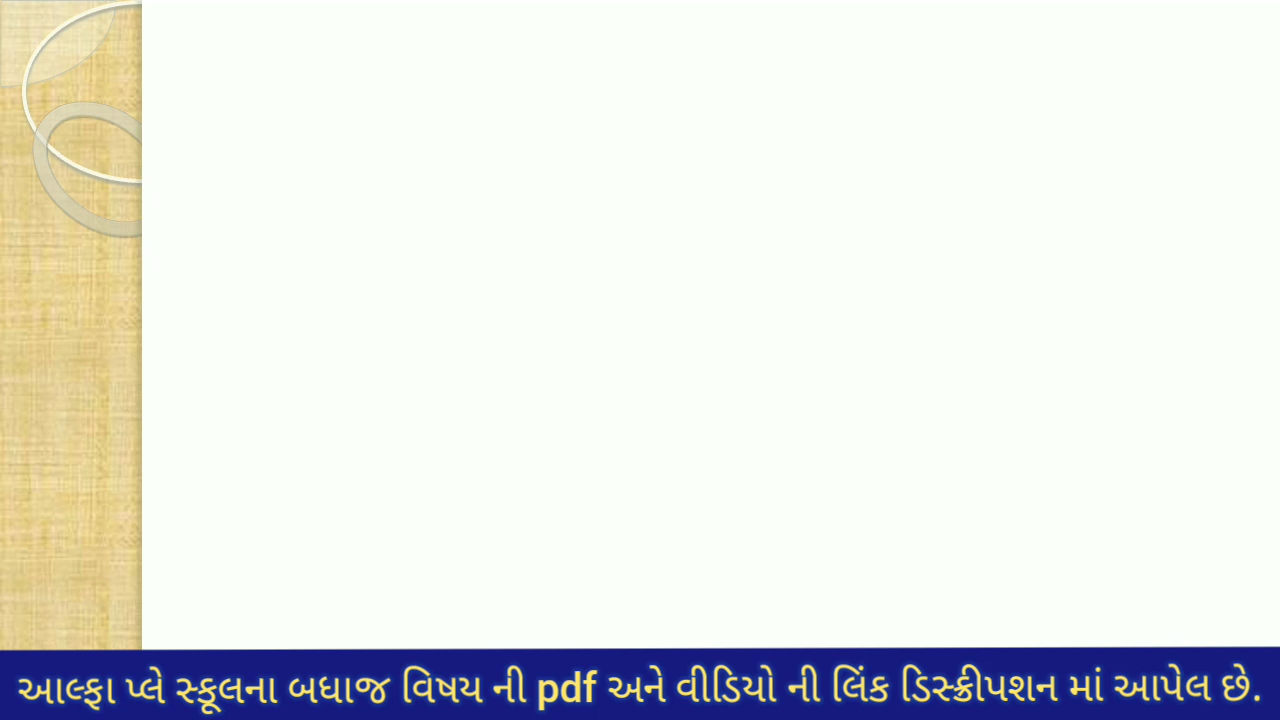 આલ્ફા પ્લે સ્કૂલના બધાજ વિષય ની pdf અને વીડિયો ની લિંક ડિસ્ક્રીપશન માં આપેલ છે.